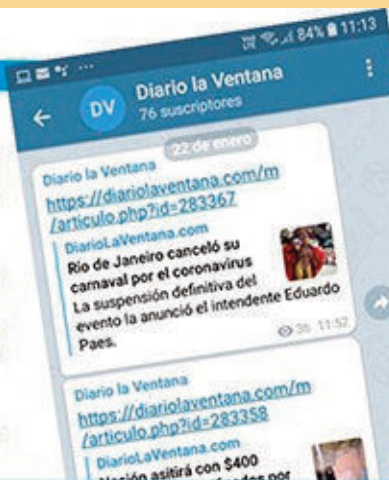 84% 11:13
DV Diario la Ventana
76 suscriptores
22 de enero
Diario la Ventana
https://diariolaventana.com/m
/articulo.php?id=283367
DiarioLaVentana.com
Río de Janeiro canceló su
carnaval por el coronavirus
La suspensión definitiva del
evento la anunció el intendente Eduardo
Paes.
36 11:52
Diario la Ventana
https://diariolaventana.com/m
/articulo.php?id=283358
DiarioLaVentana.com
asitirá con $400
por